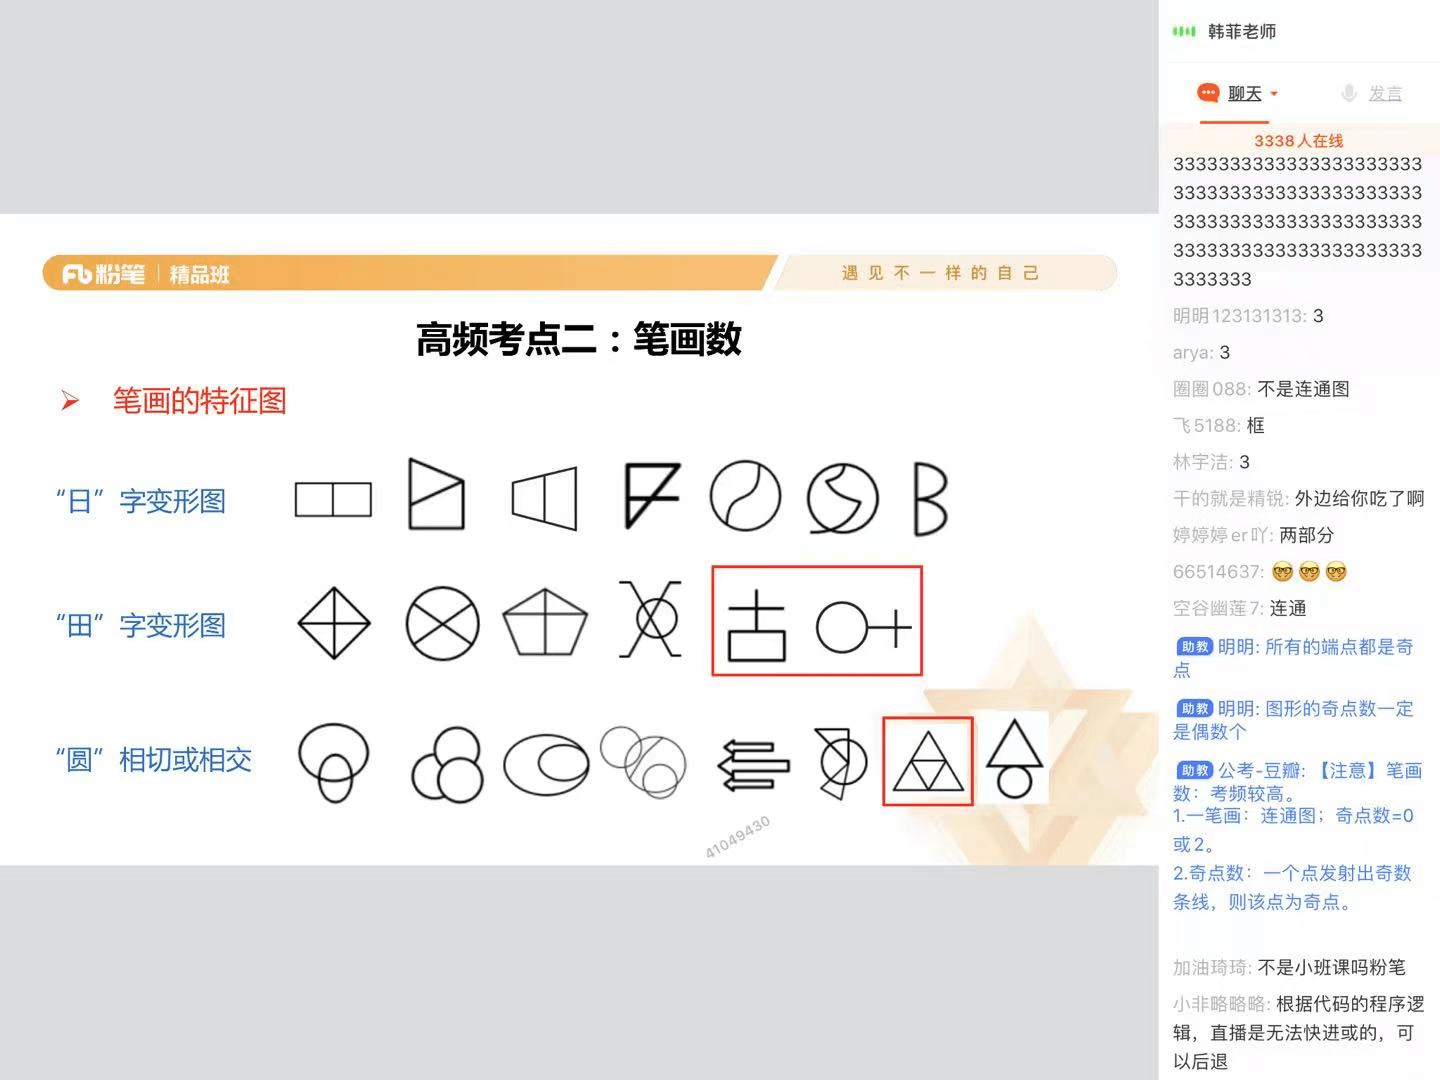 粉笔 | 精品班
遇见不一样的自己
高频考点二：笔画数
➢ 笔画的特征图
“日”字变形图
“田”字变形图
“圆”相切或相交
41049430
韩菲老师
聊天
发言
3338人在线
3333333333333333333333
3333333333333333333333
3333333333333333333333
3333333333333333333333
3333333
明明123131313: 3
arya: 3
圈圈088: 不是连通图
飞5188: 框
林宇洁: 3
干的就是精锐: 外边给你吃了啊
婷婷婷er吖: 两部分
66514637: 🤓🤓🤓
空谷幽莲7: 连通
助教 明明: 所有的端点都是奇
点
助教 明明: 图形的奇点数一定
是偶数个
助教 公考-豆瓣: 【注意】笔画
数：考频较高。
1.一笔画：连通图；奇点数=0
或2。
2.奇点数：一个点发射出奇数
条线，则该点为奇点。
加油琦琦: 不是小班课吗粉笔
小非略略略: 根据代码的程序逻
辑，直播是无法快进或的，可
以后退